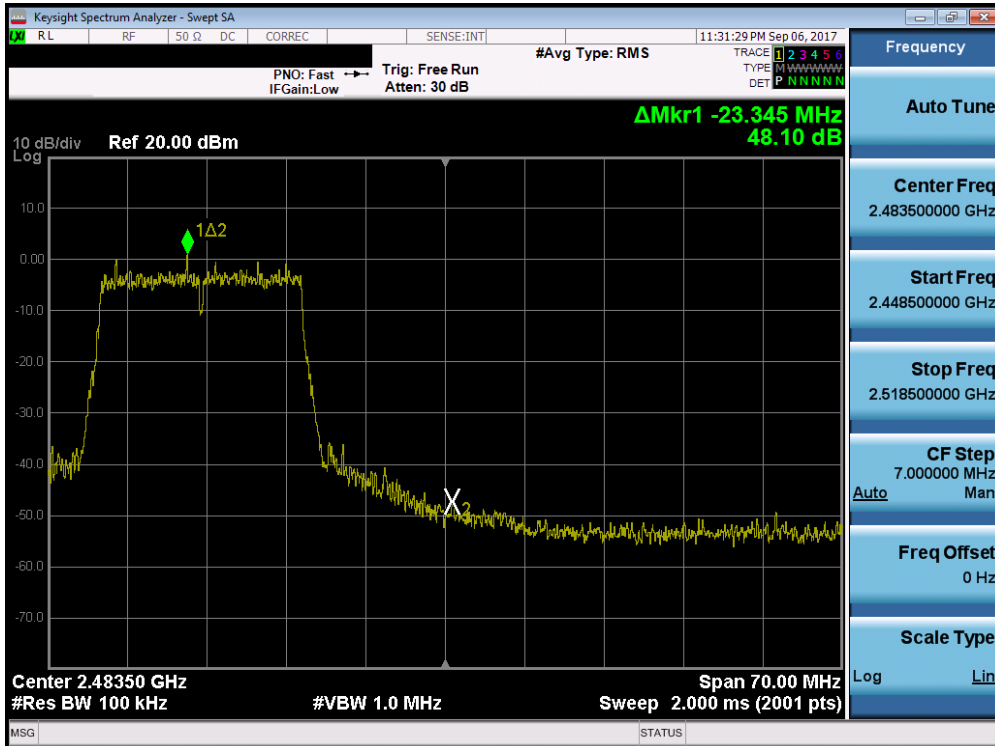 Keysight Spectrum Analyzer - Swept SA
LXI RL RF 50 Ω DC CORREC SENSE:INT 11:31:29 PM Sep 06, 2017
PNO: Fast
IFGain:Low
Trig: Free Run
Atten: 30 dB
#Avg Type: RMS
TRACE 1 2 3 4 5 6
TYPE M W W W W W
DET P N N N N N
ΔMkr1 -23.345 MHz
48.10 dB
10 dB/div
Log
Ref 20.00 dBm
10.0
0.00
-10.0
-20.0
-30.0
-40.0
-50.0
-60.0
-70.0
1Δ2
X2
Center 2.48350 GHz
#Res BW 100 kHz
#VBW 1.0 MHz
Span 70.00 MHz
Sweep 2.000 ms (2001 pts)
MSG
STATUS
Frequency
Auto Tune
Center Freq
2.483500000 GHz
Start Freq
2.448500000 GHz
Stop Freq
2.518500000 GHz
CF Step
7.000000 MHz
Auto Man
Freq Offset
0 Hz
Scale Type
Log Lin